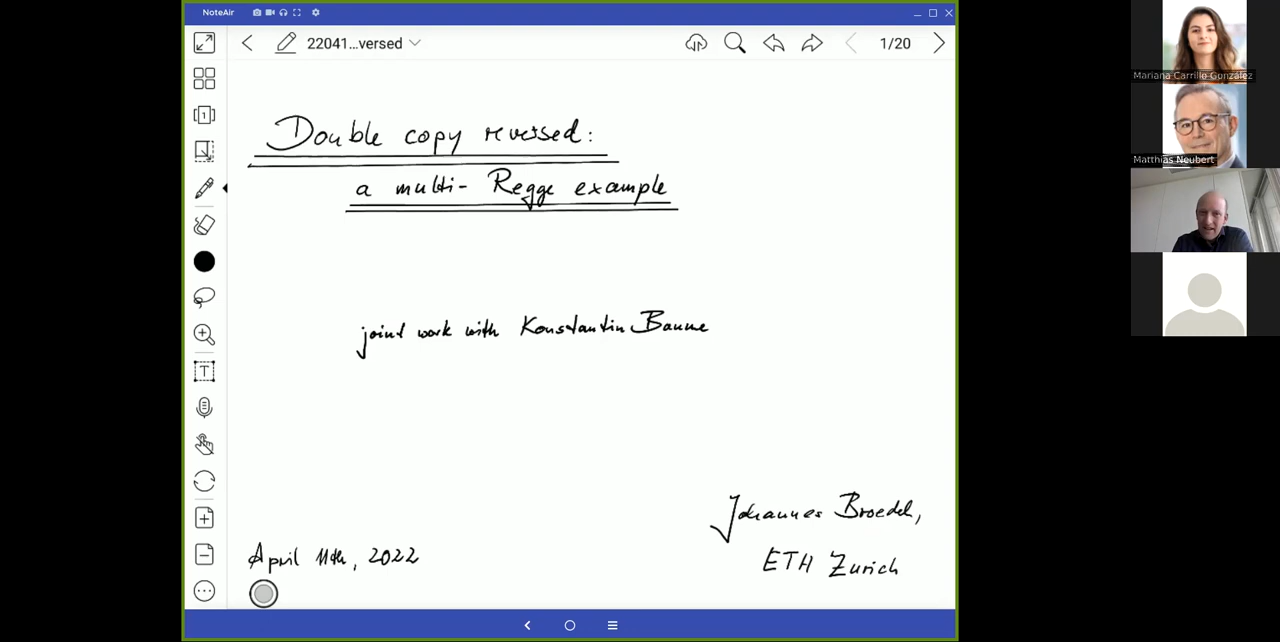 NoteAir
22041...versed
1/20
Double copy reversed:
a multi-Regge example
joint work with Konstantin Baune
Johannes Broedel,
ETH Zurich
April 11th, 2022
Mariana Carrillo González
Matthias Neubert
1
T